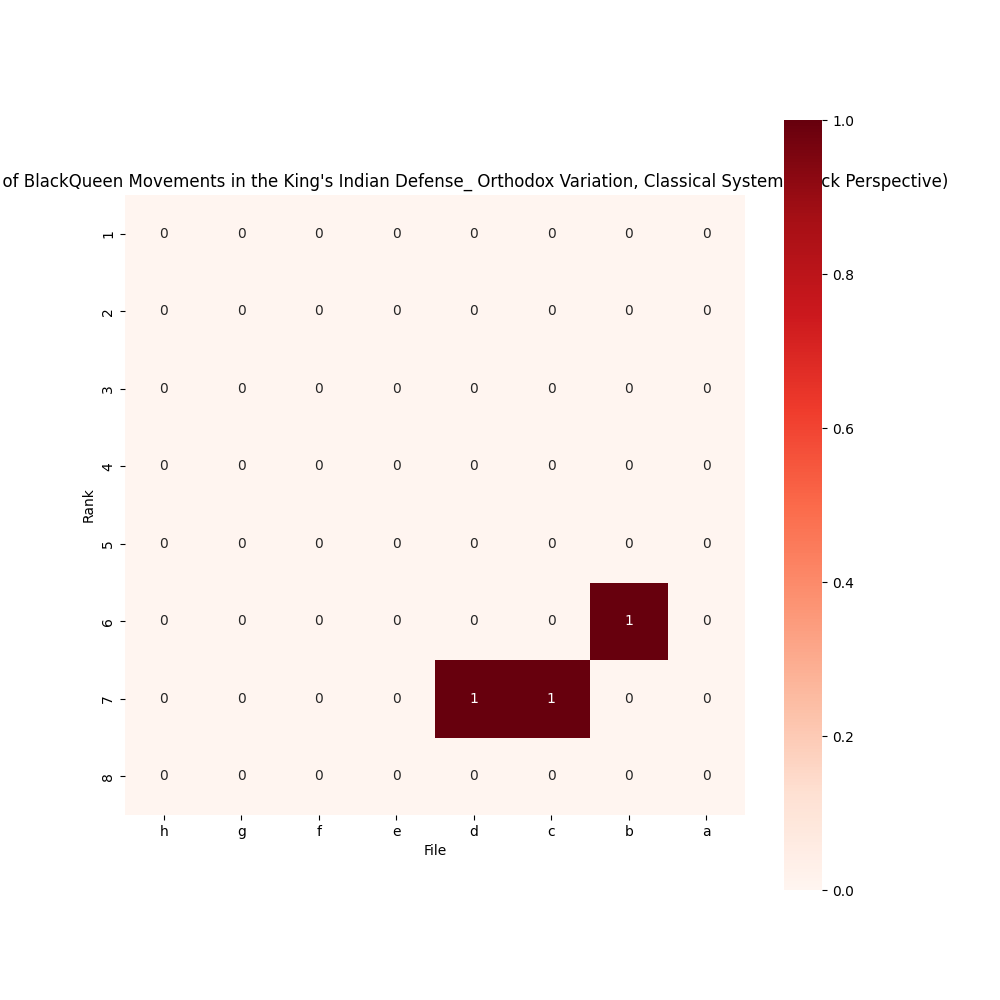 of BlackQueen Movements in the King's Indian Defense_ Orthodox Variation, Classical System ck Perspective)
1 0 0 0 0 0 0 0 0
2 0 0 0 0 0 0 0 0
3 0 0 0 0 0 0 0 0
4 0 0 0 0 0 0 0 0
Rank
5 0 0 0 0 0 0 0 0
6 0 0 0 0 0 0 1 0
7 0 0 0 0 1 1 0 0
8 0 0 0 0 0 0 0 0
h g f e d c b a
File
1.0
0.8
0.6
0.4
0.2
0.0